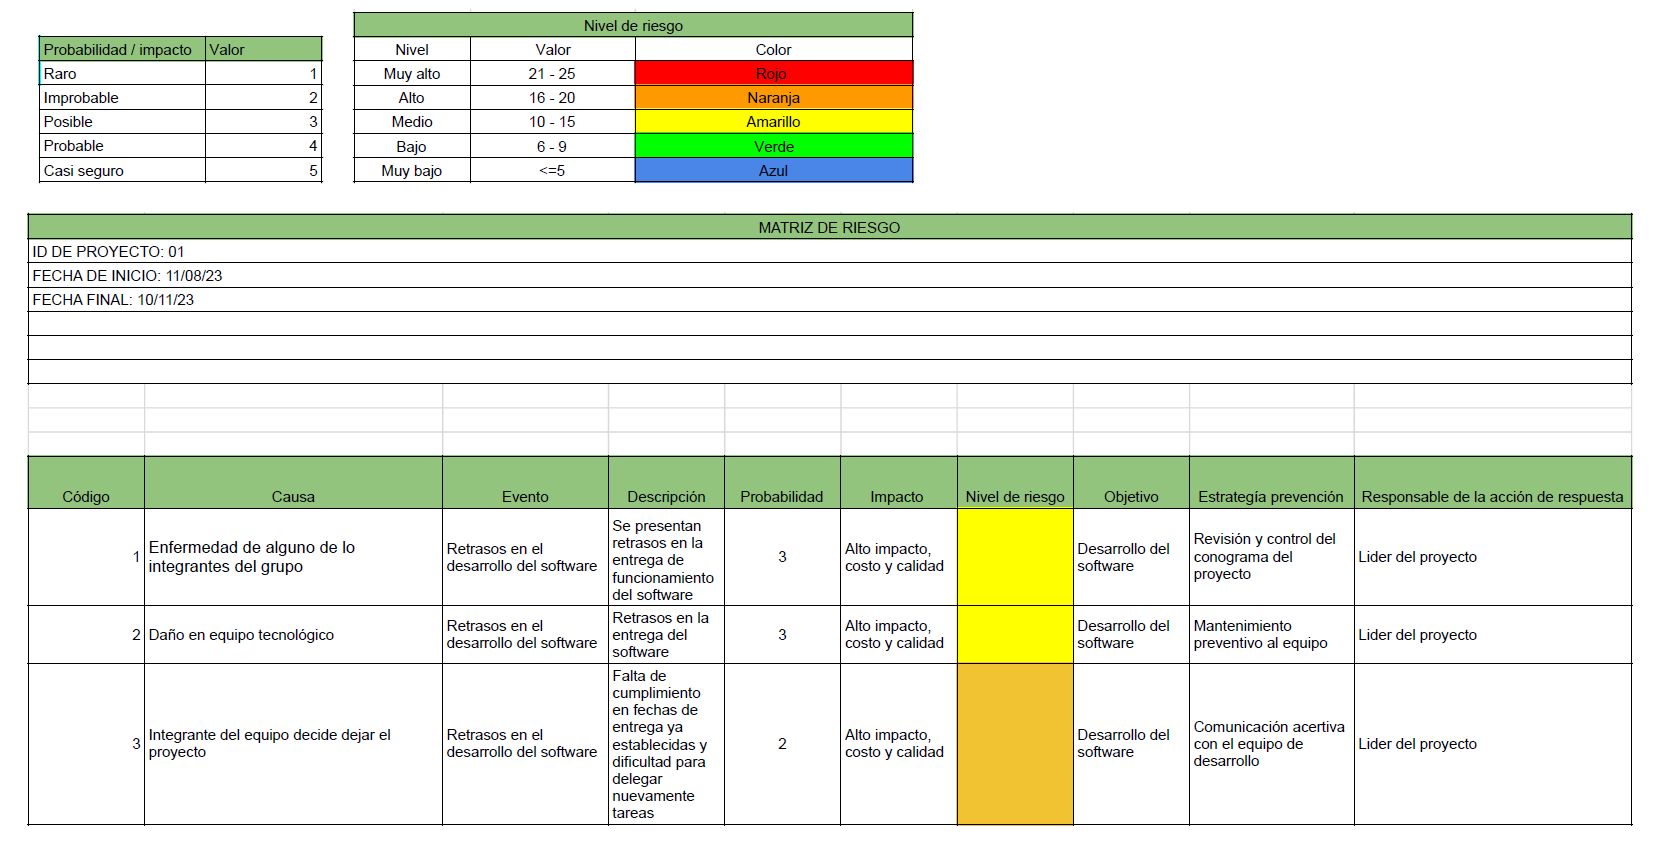 Probabilidad / impacto Valor
Raro 1
Improbable 2
Posible 3
Probable 4
Casi seguro 5
Nivel de riesgo
Nivel Valor Color
Muy alto 21 - 25 Rojo
Alto 16 - 20 Naranja
Medio 10 - 15 Amarillo
Bajo 6 - 9 Verde
Muy bajo <=5 Azul
MATRIZ DE RIESGO
ID DE PROYECTO: 01
FECHA DE INICIO: 11/08/23
FECHA FINAL: 10/11/23
Código Causa Evento Descripción Probabilidad Impacto Nivel de riesgo Objetivo Estrategía prevención Responsable de la acción de respuesta
1
Enfermedad de alguno de lo
integrantes del grupo
Retrasos en el
desarrollo del software
Se presentan
retrasos en la
entrega de
funcionamiento
del software
3
Alto impacto,
costo y calidad
Desarrollo del
software
Revisión y control del
conograma del
proyecto
Lider del proyecto
2
Daño en equipo tecnológico
Retrasos en el
desarrollo del software
Retrasos en la
entrega del
software
3
Alto impacto,
costo y calidad
Desarrollo del
software
Mantenimiento
preventivo al equipo
Lider del proyecto
3
Integrante del equipo decide dejar el
proyecto
Retrasos en el
desarrollo del software
Falta de
cumplimiento
en fechas de
entrega ya
establecidas y
dificultad para
delegar
nuevamente
tareas
2
Alto impacto,
costo y calidad
Desarrollo del
software
Comunicación acertiva
con el equipo de
desarrollo
Lider del proyecto